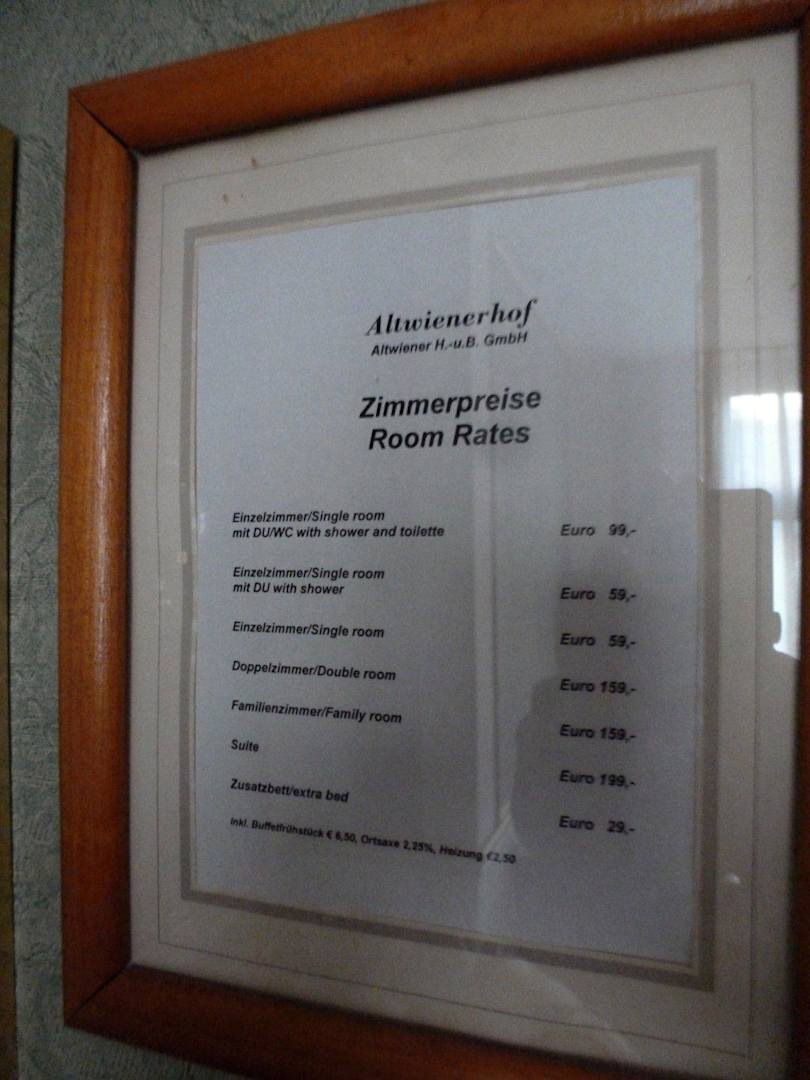 Altwienerhof
Altwiener H.-u.B. GmbH
Zimmerpreise
Room Rates
Einzelzimmer/Single room
mit DU/WC with shower and toilette Euro 99,-
Einzelzimmer/Single room
mit DU with shower Euro 59,-
Einzelzimmer/Single room Euro 59,-
Doppelzimmer/Double room Euro 159,-
Familienzimmer/Family room Euro 159,-
Suite Euro 199,-
Zusatzbett/extra bed Euro 29,-
Inkl. Buffetfrühstück € 6,50, Ortsaxe 2,25%, Heizung €2,50